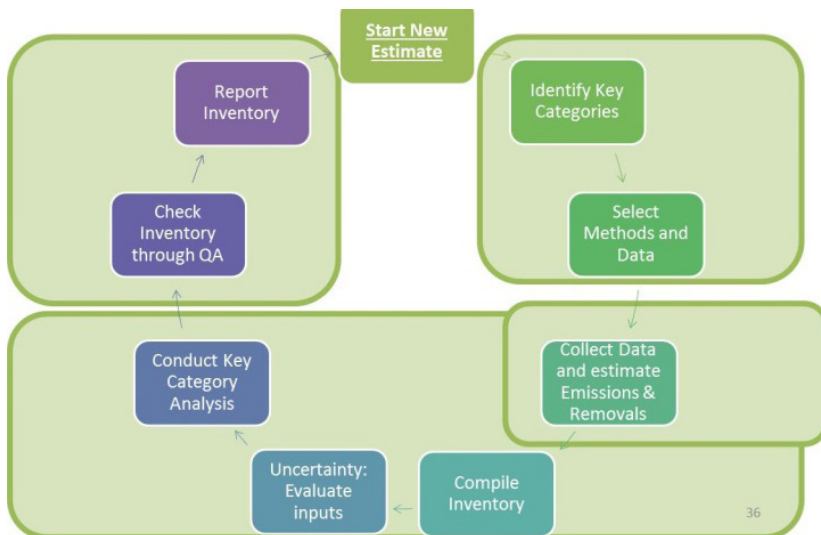 Start New
Estimate
Identify Key
Categories
Select
Methods and
Data
Collect Data
and estimate
Emissions &
Removals
Compile
Inventory
Uncertainty:
Evaluate
inputs
Conduct Key
Category
Analysis
Check
Inventory
through QA
Report
Inventory
36